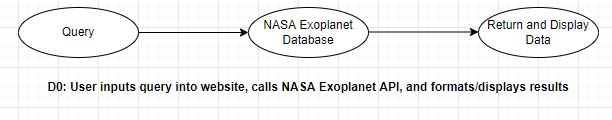 Query
NASA Exoplanet
Database
Return and Display
Data
D0: User inputs query into website, calls NASA Exoplanet API, and formats/displays results